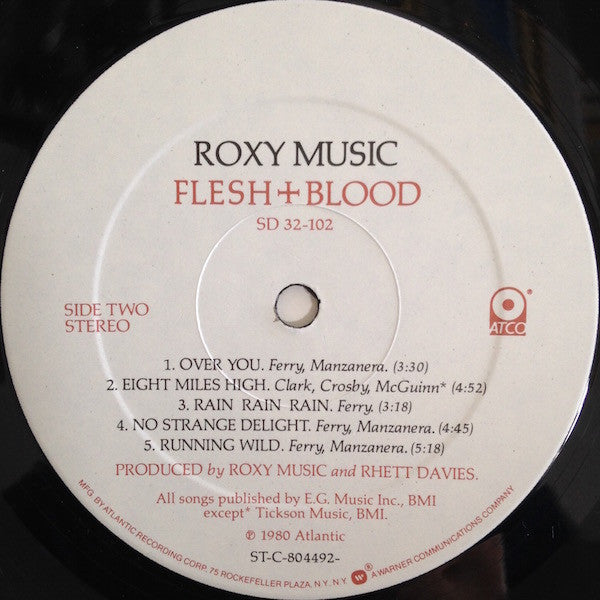 ROXY MUSIC
FLESH + BLOOD
SD 32-102
SIDE TWO
STEREO
®
ATCO
1. OVER YOU. Ferry, Manzanera. (3:30)
2. EIGHT MILES HIGH. Clark, Crosby, McGuinn* (4:52)
3. RAIN RAIN RAIN. Ferry. (3:18)
4. NO STRANGE DELIGHT. Ferry, Manzanera. (4:45)
5. RUNNING WILD. Ferry, Manzanera. (5:18)
PRODUCED by ROXY MUSIC and RHETT DAVIES.
All songs published by E.G. Music Inc., BMI
except* Tickson Music, BMI.
℗ 1980 Atlantic
ST-C-804492-
MFG. BY ATLANTIC RECORDING CORP. 75 ROCKEFELLER PLAZA, N.Y. N.Y. W ® A WARNER COMMUNICATIONS COMPANY